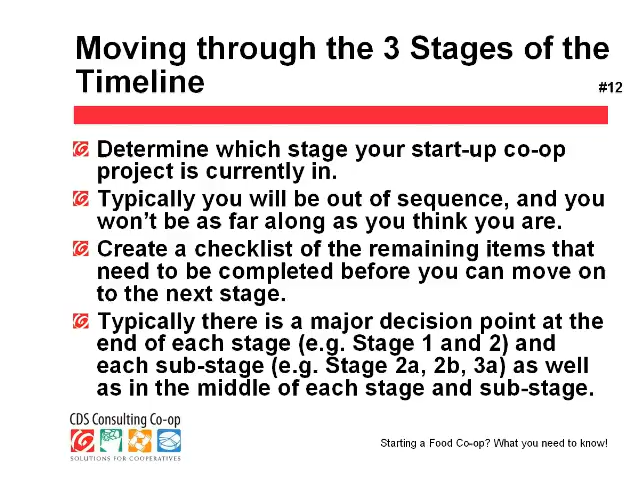 Moving through the 3 Stages of the
Timeline
#12
Determine which stage your start-up co-op
project is currently in.
Typically you will be out of sequence, and you
won't be as far along as you think you are.
Create a checklist of the remaining items that
need to be completed before you can move on
to the next stage.
Typically there is a major decision point at the
end of each stage (e.g. Stage 1 and 2) and
each sub-stage (e.g. Stage 2a, 2b, 3a) as well
as in the middle of each stage and sub-stage.
CDS Consulting Co-op
SOLUTIONS FOR COOPERATIVES
Starting a Food Co-op? What you need to know!